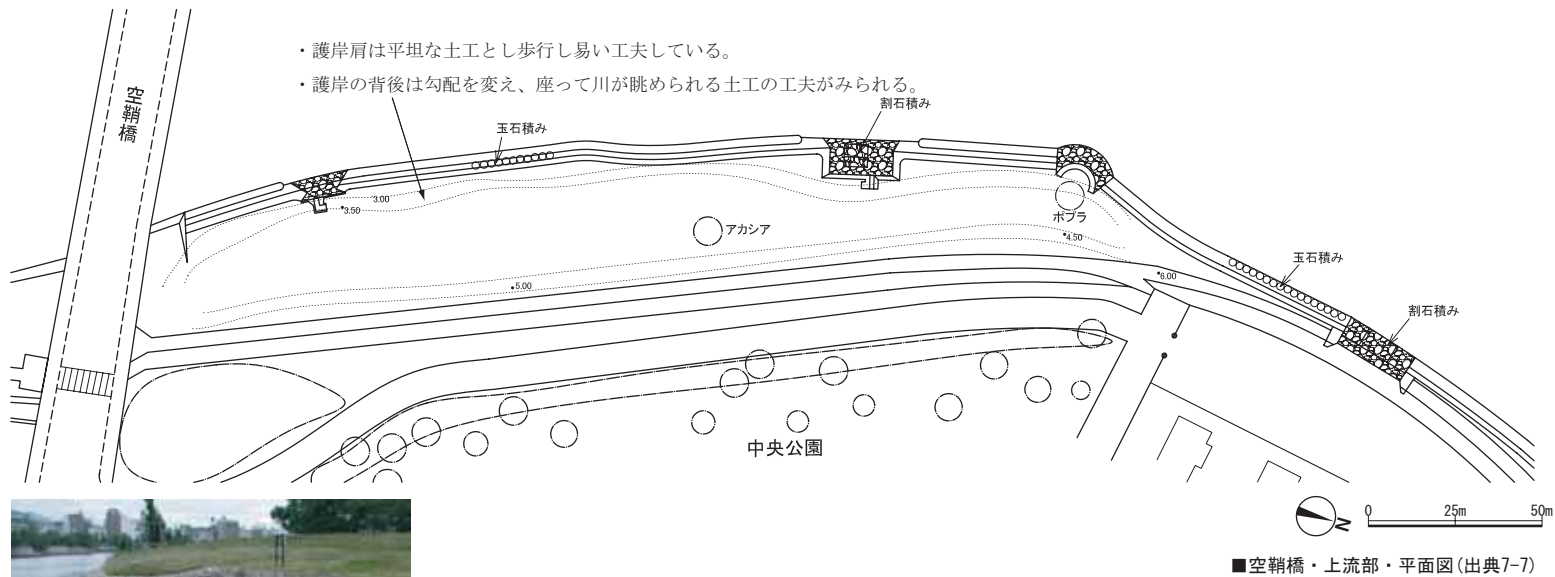 ・護岸肩は平坦な土工とし歩行し易い工夫している。
・護岸の背後は勾配を変え、座って川が眺められる土工の工夫がみられる。
空鞘橋
玉石積み
割石積み
3.00
3.50
アカシア
ポプラ
4.50
5.00
6.00
玉石積み
割石積み
中央公園
N
0 25m 50m
■空鞘橋・上流部・平面図(出典7-7)